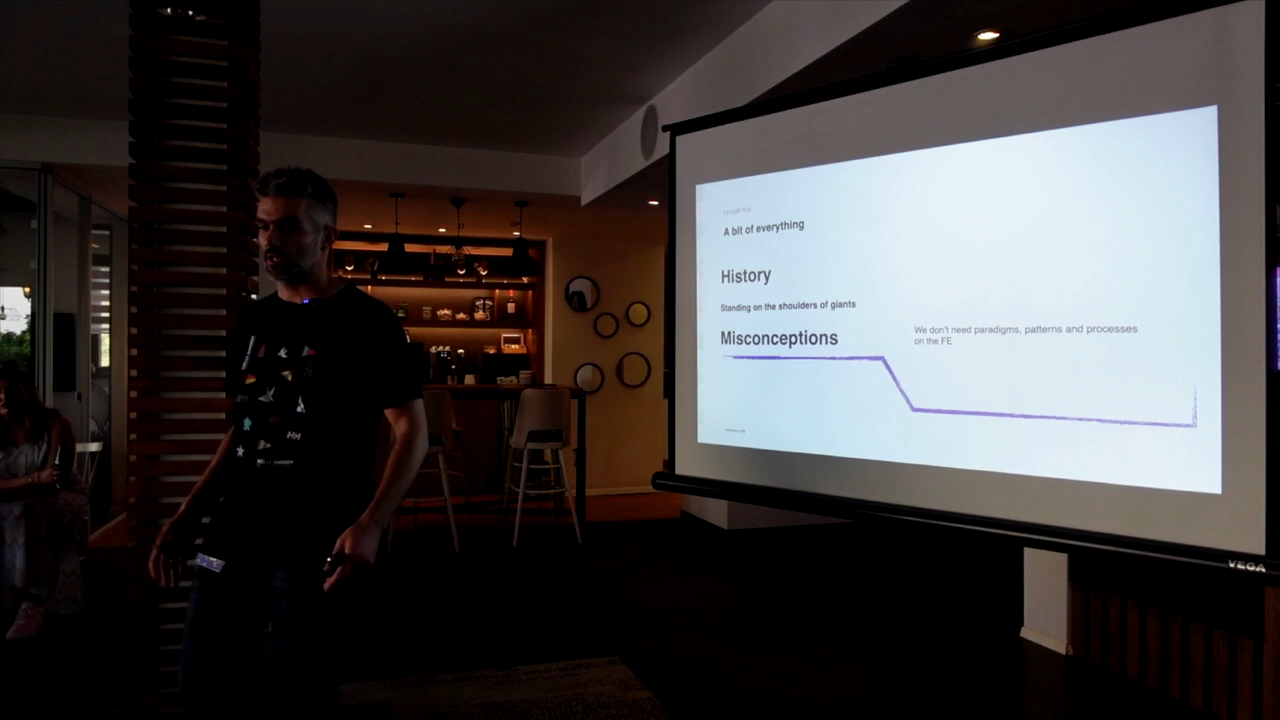 A bit of everything
History
Standing on the shoulders of giants
Misconceptions
We don't need paradigms, patterns and processes
on the FE
HH
VEGA